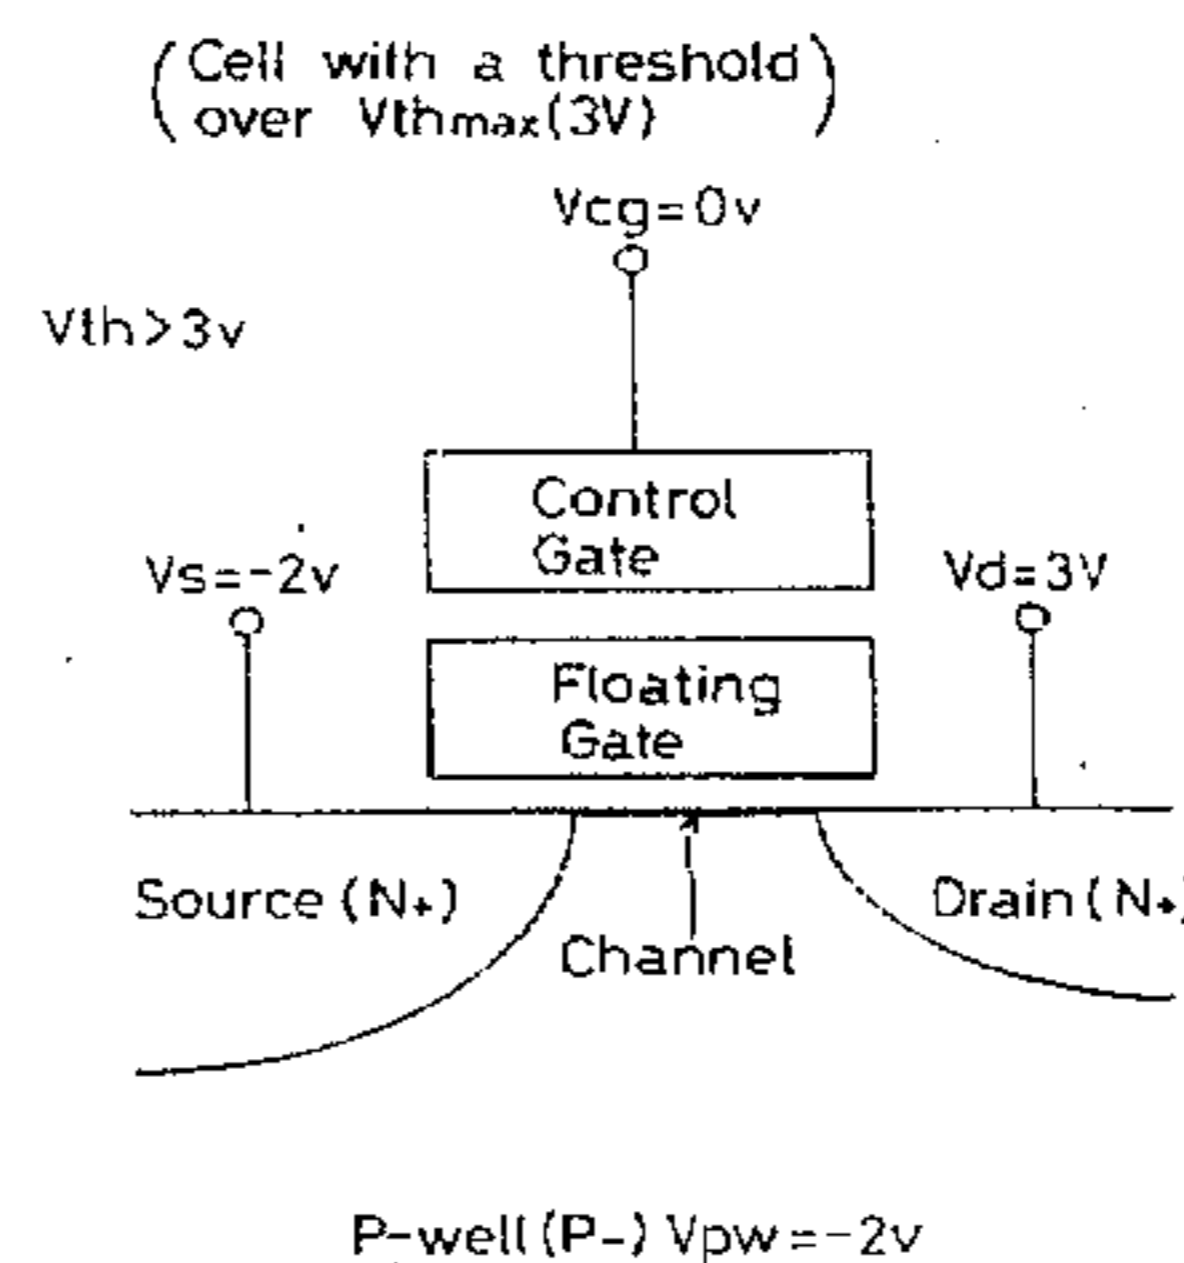 (Cell with a threshold
over Vthmax(3V))
Vcg=0v
Vth>3v
Control
Gate
Vs=-2v
Vd=3V
Floating
Gate
Source (N+)
Drain (N+)
Channel
P-well (P-) Vpw=-2v